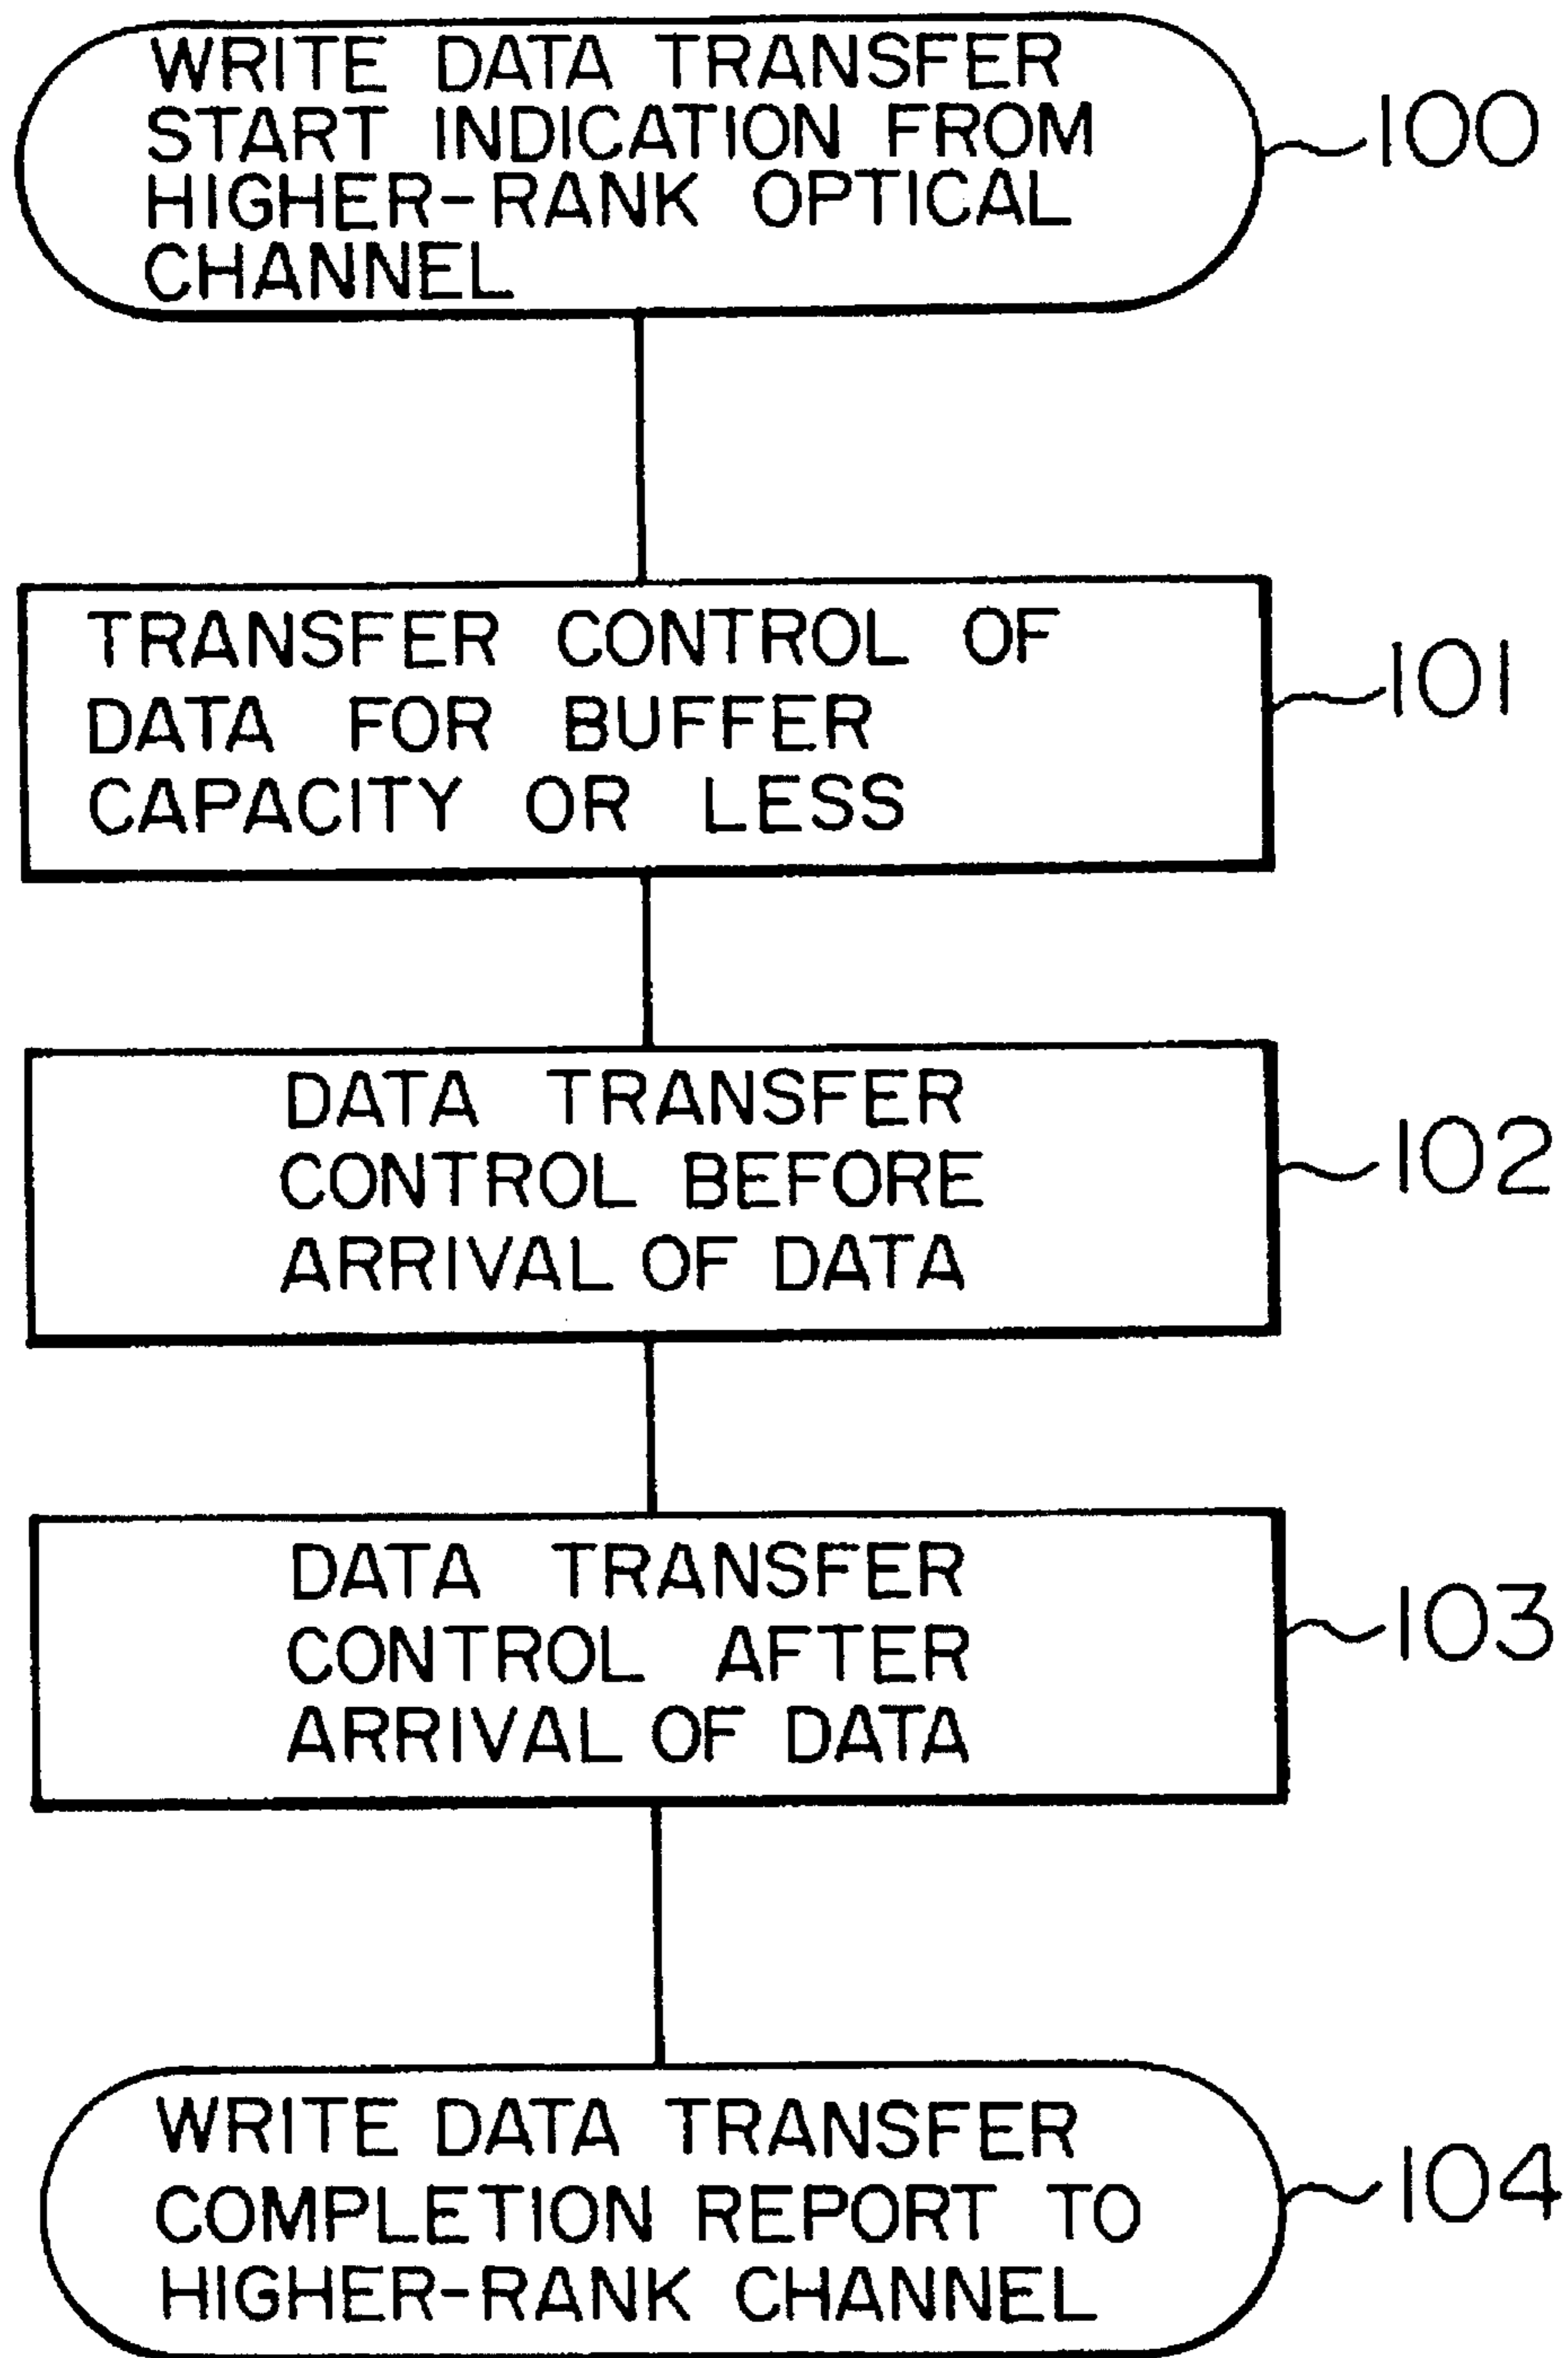 WRITE DATA TRANSFER
START INDICATION FROM
HIGHER-RANK OPTICAL
CHANNEL
100
TRANSFER CONTROL OF
DATA FOR BUFFER
CAPACITY OR LESS
101
DATA TRANSFER
CONTROL BEFORE
ARRIVAL OF DATA
102
DATA TRANSFER
CONTROL AFTER
ARRIVAL OF DATA
103
WRITE DATA TRANSFER
COMPLETION REPORT TO
HIGHER-RANK CHANNEL
104